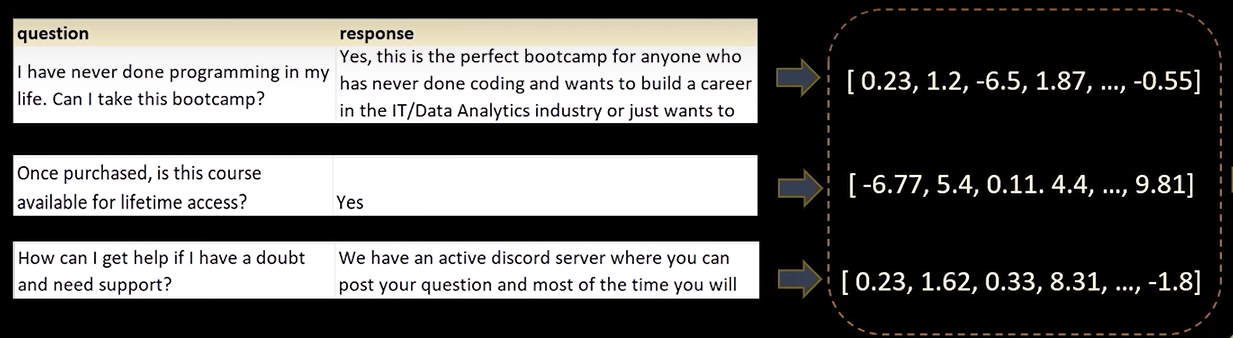 question response
I have never done programming in my
life. Can I take this bootcamp?
Yes, this is the perfect bootcamp for anyone who
has never done coding and wants to build a career
in the IT/Data Analytics industry or just wants to
[ 0.23, 1.2, -6.5, 1.87, ..., -0.55]
Once purchased, is this course
available for lifetime access?
Yes
[ -6.77, 5.4, 0.11. 4.4, ..., 9.81]
How can I get help if I have a doubt
and need support?
We have an active discord server where you can
post your question and most of the time you will
[ 0.23, 1.62, 0.33, 8.31, ..., -1.8]